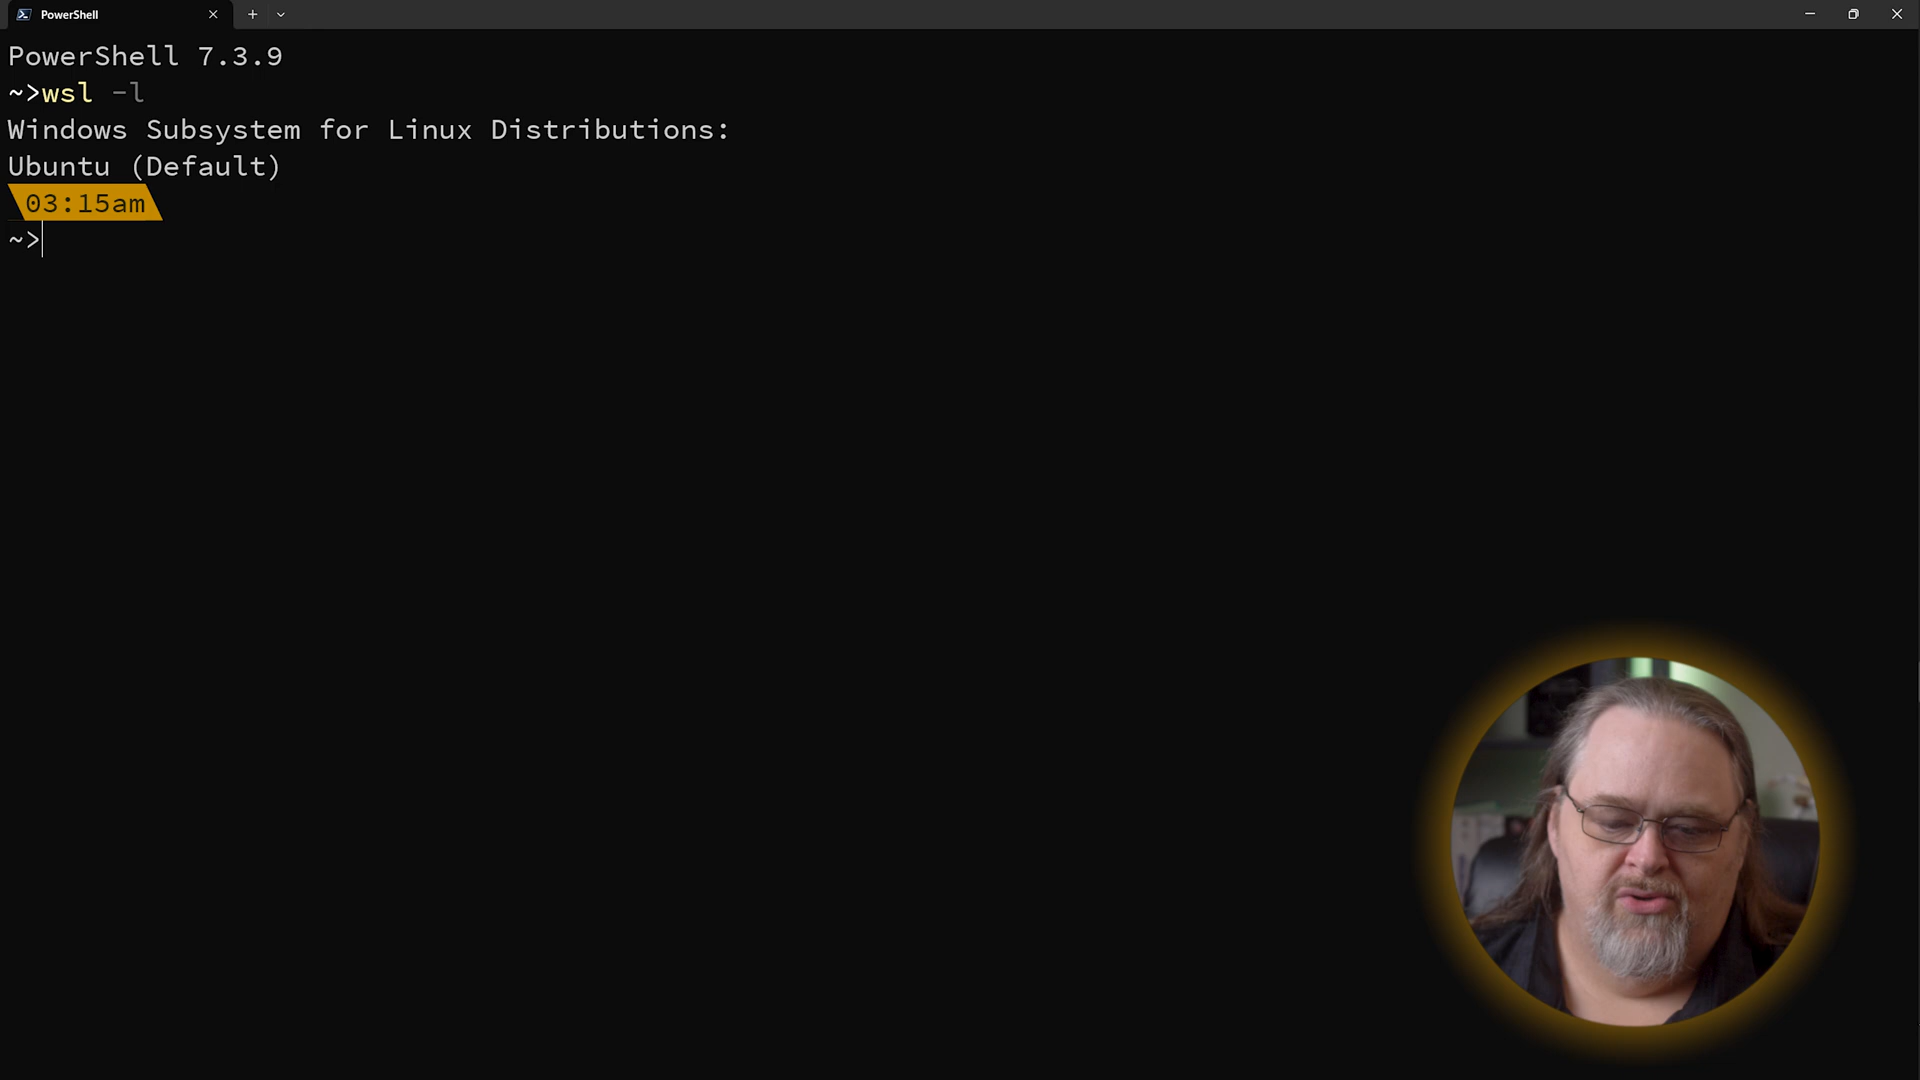 PowerShell
PowerShell 7.3.9
~>wsl -l
Windows Subsystem for Linux Distributions:
Ubuntu (Default)
03:15am
~>